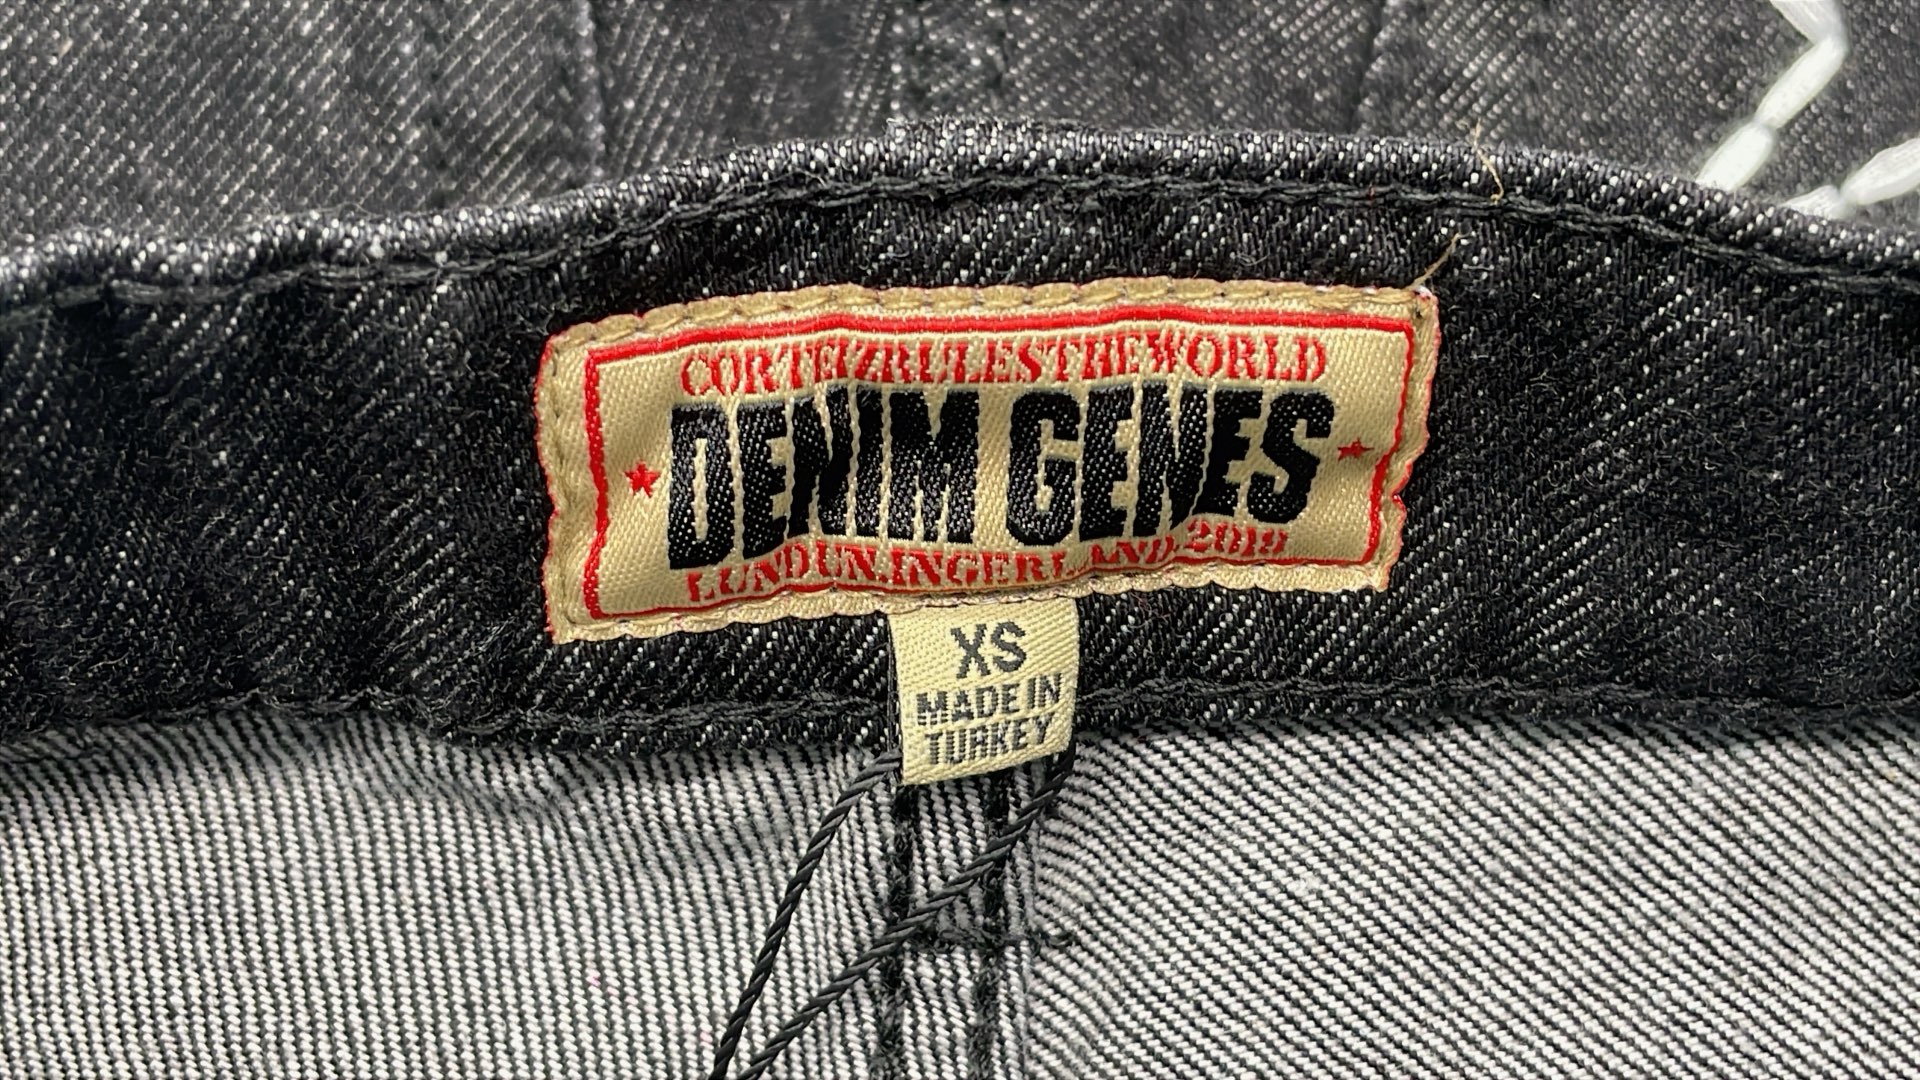 CORTEIZRULESTHEWORLD
DENIM GENES
LUNDUN.INGERLAND.2019
XS
MADE IN
TURKEY